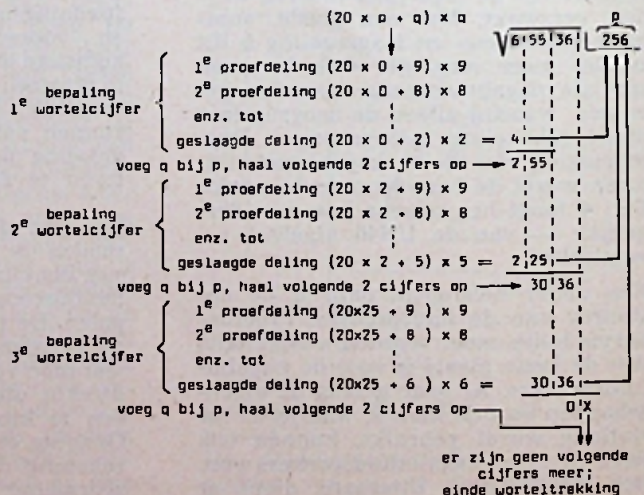 (20 x p + q) x q
p
√6 55 36 256
1e proefdeling (20 x 0 + 9) x 9
2e proefdeling (20 x 0 + 8) x 8
bepaling
1e wortelcijfer
enz. tot
geslaagde deling (20 x 0 + 2) x 2 = 4
voeg q bij p, haal volgende 2 cijfers op 2 55
1e proefdeling (20 x 2 + 9) x 9
2e proefdeling (20 x 2 + 8) x 8
bepaling
2e wortelcijfer
enz. tot
geslaagde deling (20 x 2 + 5) x 5 = 2 25
voeg q bij p, haal volgende 2 cijfers op 30 36
1e proefdeling (20x25 + 9 ) x 9
2e proefdeling (20x25 + 8 ) x 8
bepaling
3e wortelcijfer
enz. tot
geslaagde deling (20x25 + 6 ) x 6 = 30 36
voeg q bij p, haal volgende 2 cijfers op 0 X
er zijn geen volgende
cijfers meer;
einde worteltrekking